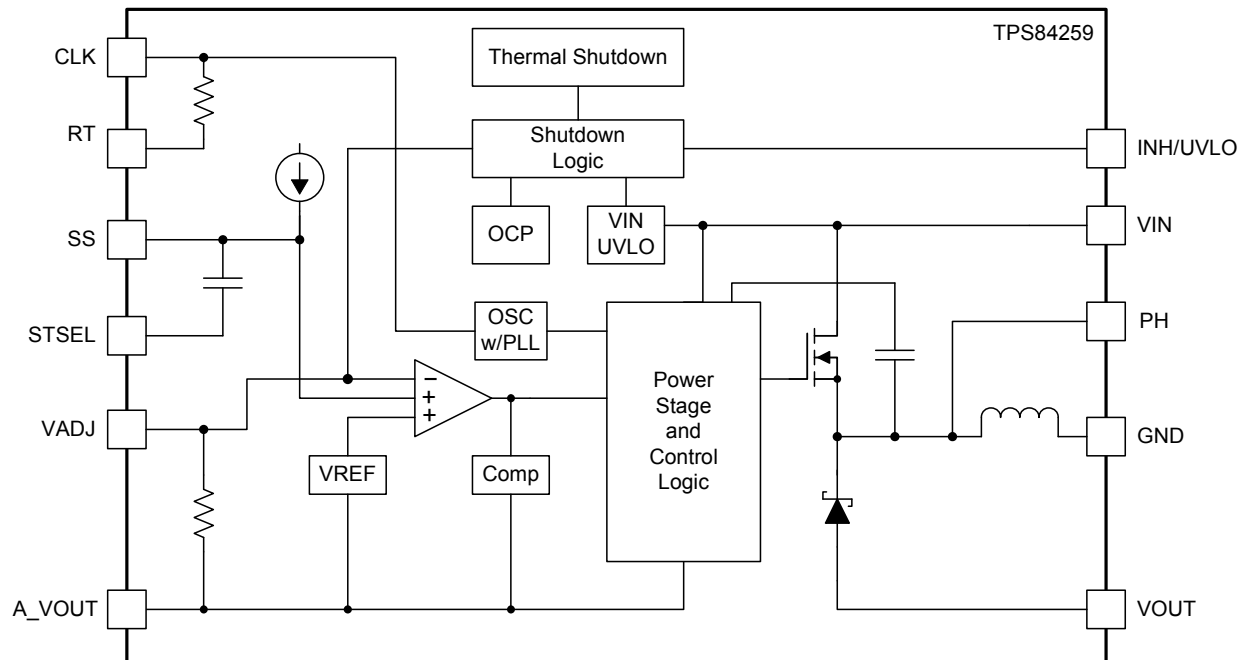 TPS84259
CLK
Thermal Shutdown
RT
Shutdown
Logic
INH/UVLO
SS
OCP
VIN
UVLO
VIN
STSEL
OSC
w/PLL
PH
−
+
+
VADJ
Power
Stage
and
Control
Logic
GND
VREF
Comp
A_VOUT
VOUT